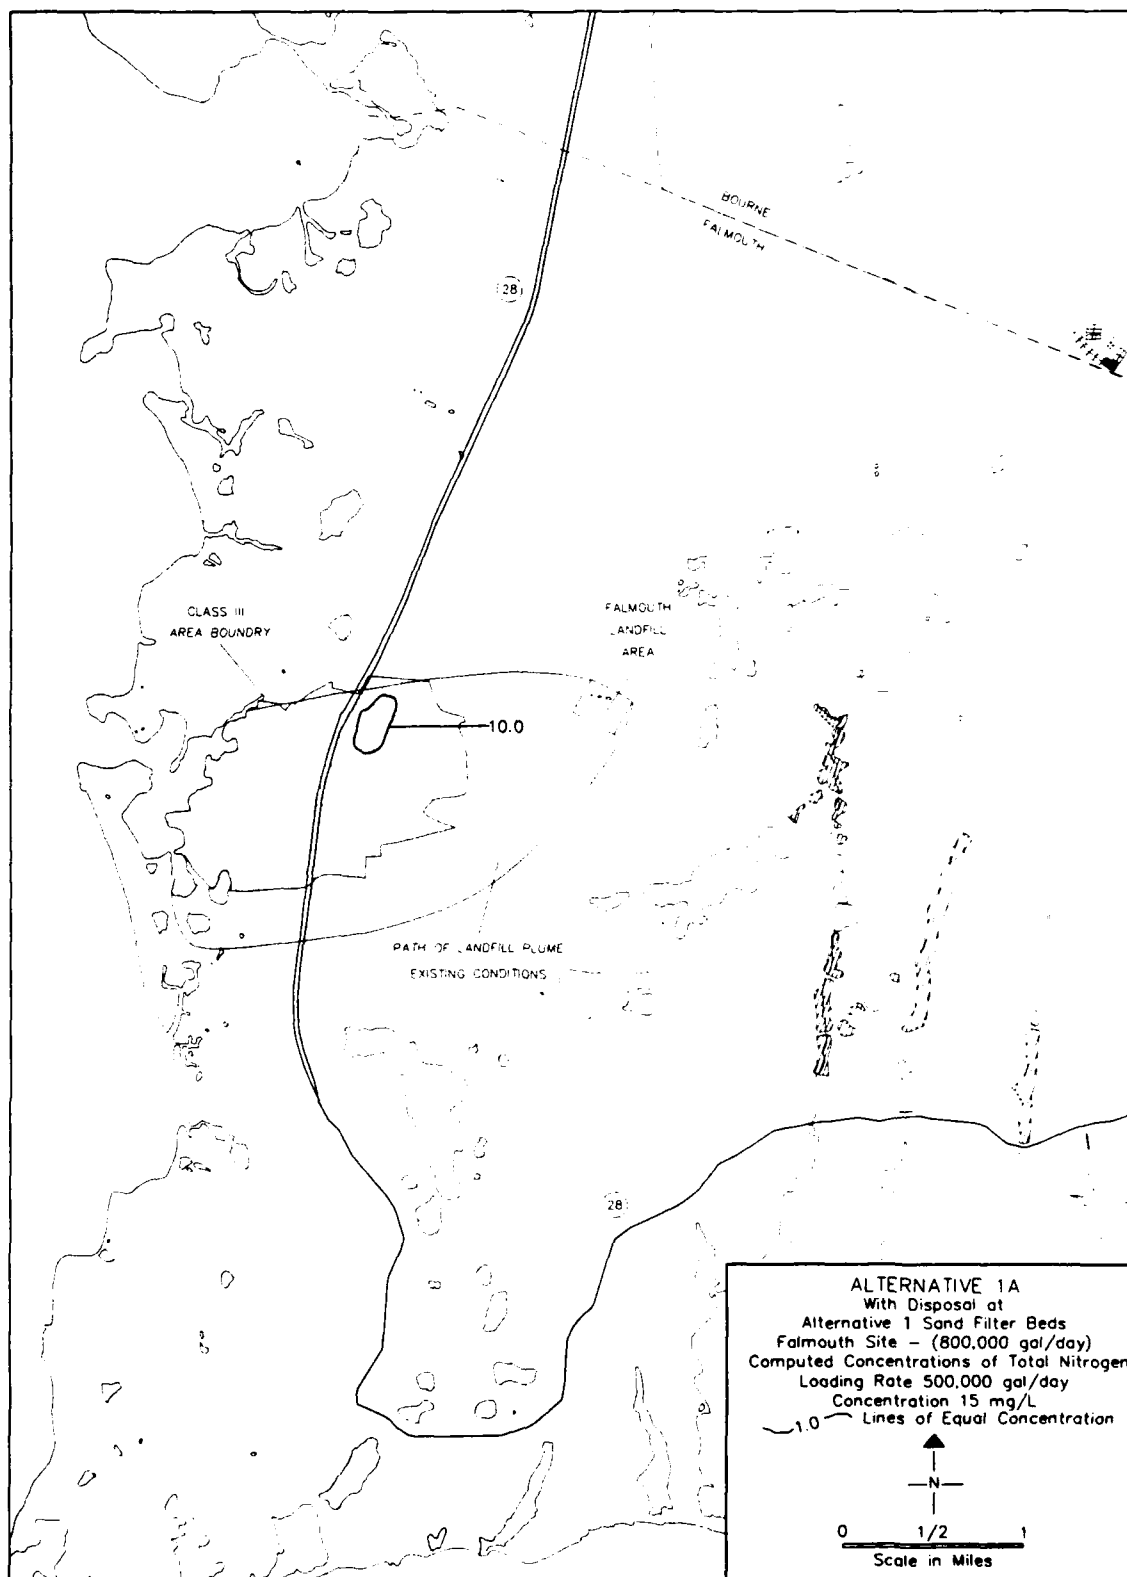 BOURNE
FALMOUTH
28
CLASS III
AREA BOUNDRY
FALMOUTH
LANDFILL
AREA
10.0
PATH OF LANDFILL PLUME
EXISTING CONDITIONS
28
ALTERNATIVE 1A
With Disposal at
Alternative 1 Sand Filter Beds
Falmouth Site - (800,000 gal/day)
Computed Concentrations of Total Nitrogen
Loading Rate 500,000 gal/day
Concentration 15 mg/L
1.0 Lines of Equal Concentration
N
0 1/2 1
Scale in Miles